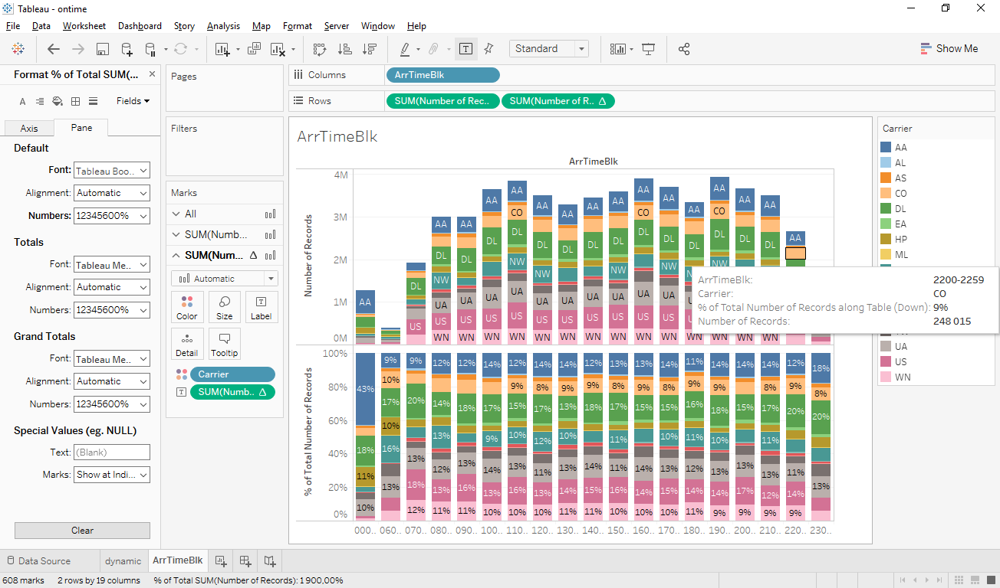 Tableau - ontime
File Data Worksheet Dashboard Story Analysis Map Format Server Window Help
Standard
Show Me
Format % of Total SUM(...
Fields
Axis Pane
Default
Font: Tableau Boo..
Alignment: Automatic
Numbers: 12345600%
Totals
Font: Tableau Me...
Alignment: Automatic
Numbers: 12345600%
Grand Totals
Font: Tableau Me...
Alignment: Automatic
Numbers: 12345600%
Special Values (eg. NULL)
Text: (Blank)
Marks: Show at Indi...
Clear
Pages
Filters
Marks
All
SUM(Numb...
SUM(Num... Δ
Automatic
Color Size Label
Detail Tooltip
Carrier
SUM(Numb.. Δ
Columns ArrTimeBlk
Rows SUM(Number of Rec.. SUM(Number of R.. Δ
ArrTimeBlk
ArrTimeBlk
Number of Records
4M
3M
2M
1M
0M
AA AA AA AA AA AA AA AA AA AA AA AA AA AA AA AA
CO CO CO
DL DL DL DL DL DL DL DL DL DL DL DL DL DL
NW NW NW NW NW NW
UA UA UA UA UA UA UA UA UA UA
US US US US US US US US US US
WN WN WN WN WN WN WN WN WN WN WN WN WN
% of Total Number of Records
100%
80%
60%
40%
20%
0%
43% 9% 9% 12% 12% 14% 12% 14% 14% 12% 13% 13% 14% 11% 14% 14% 14% 12% 18%
10% 9% 8% 9% 9% 8% 9% 9% 9% 8% 9% 8%
18% 17% 20% 14% 18% 17% 15% 17% 13% 18% 17% 15% 15% 16% 18% 15% 17% 20% 20%
11% 10%
16% 13% 9% 10% 12% 10% 11% 10% 11% 10% 11%
10% 13% 13% 12% 13% 14% 13% 11% 13% 14% 11% 14% 13% 12% 13% 13% 13% 11% 13%
18% 13% 16% 13% 16% 13% 14% 15% 16% 14% 15% 14% 14% 17% 12% 14%
12% 11% 11% 10% 10% 10% 11% 11% 10% 10% 10% 11% 9% 9% 9% 9%
000.. 060.. 070.. 080.. 090.. 100.. 110.. 120.. 130.. 140.. 150.. 160.. 170.. 180.. 190.. 200.. 210.. 220.. 230..
ArrTimeBlk: 2200-2259
Carrier: CO
% of Total Number of Records along Table (Down): 9%
Number of Records: 248 015
Carrier
AA
AL
AS
CO
DL
EA
HP
ML
UA
US
WN
Data Source dynamic ArrTimeBlk
608 marks 2 rows by 19 columns % of Total SUM(Number of Records): 1 900,00%